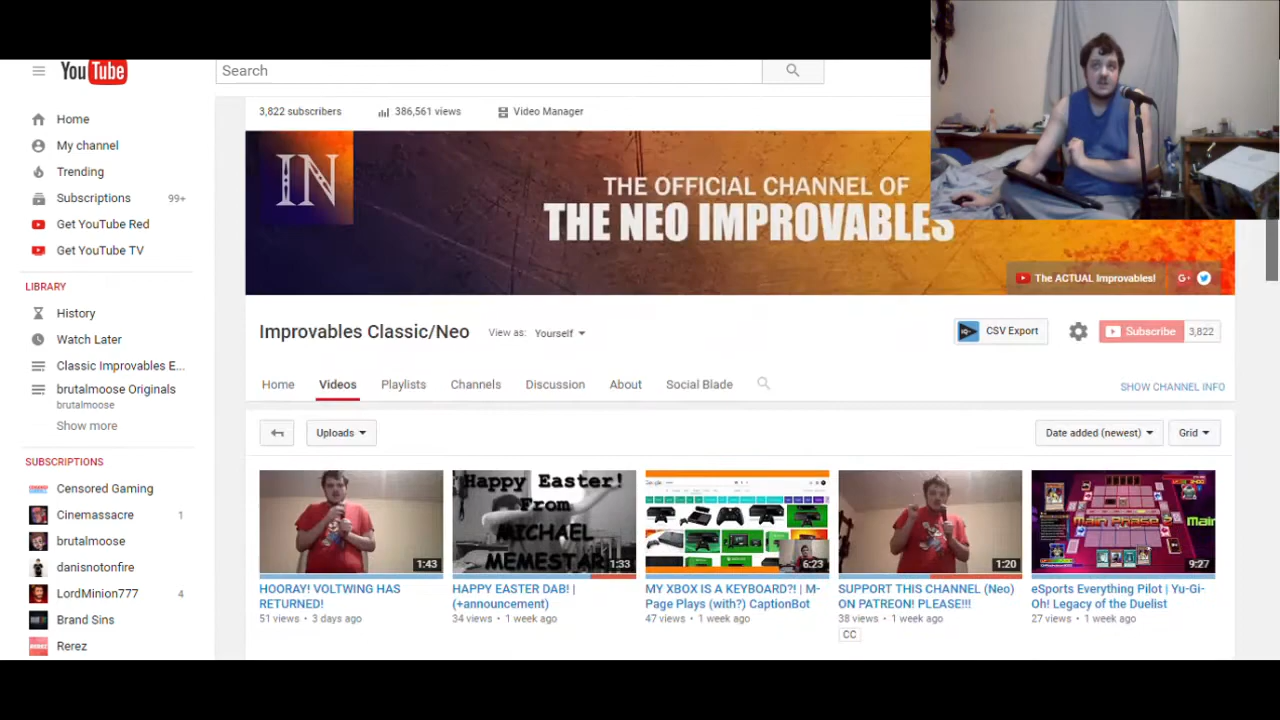 YouTube
Search
Home
My channel
Trending
Subscriptions 99+
Get YouTube Red
Get YouTube TV
LIBRARY
History
Watch Later
Classic Improvables E...
brutalmoose Originals
brutalmoose
Show more
SUBSCRIPTIONS
Censored Gaming
Cinemassacre 1
brutalmoose
danisnotonfire
LordMinion777 4
Brand Sins
Rerez
3,822 subscribers 386,561 views Video Manager
IN
THE OFFICIAL CHANNEL OF
THE NEO IMPROVABLES
The ACTUAL Improvables! G+
Improvables Classic/Neo View as: Yourself CSV Export Subscribe 3,822
Home Videos Playlists Channels Discussion About Social Blade SHOW CHANNEL INFO
Uploads Date added (newest) Grid
1:43
HOORAY! VOLTWING HAS
RETURNED!
51 views • 3 days ago
Happy Easter!
From
MICHAEL
MEMESTAR
1:33
HAPPY EASTER DAB! |
(+announcement)
34 views • 1 week ago
Google
6:23
MY XBOX IS A KEYBOARD?! | M-
Page Plays (with?) CaptionBot
47 views • 1 week ago
1:20
SUPPORT THIS CHANNEL (Neo)
ON PATREON! PLEASE!!!
38 views • 1 week ago
CC
Main Phase 2 Main
9:27
eSports Everything Pilot | Yu-Gi-
Oh! Legacy of the Duelist
27 views • 1 week ago